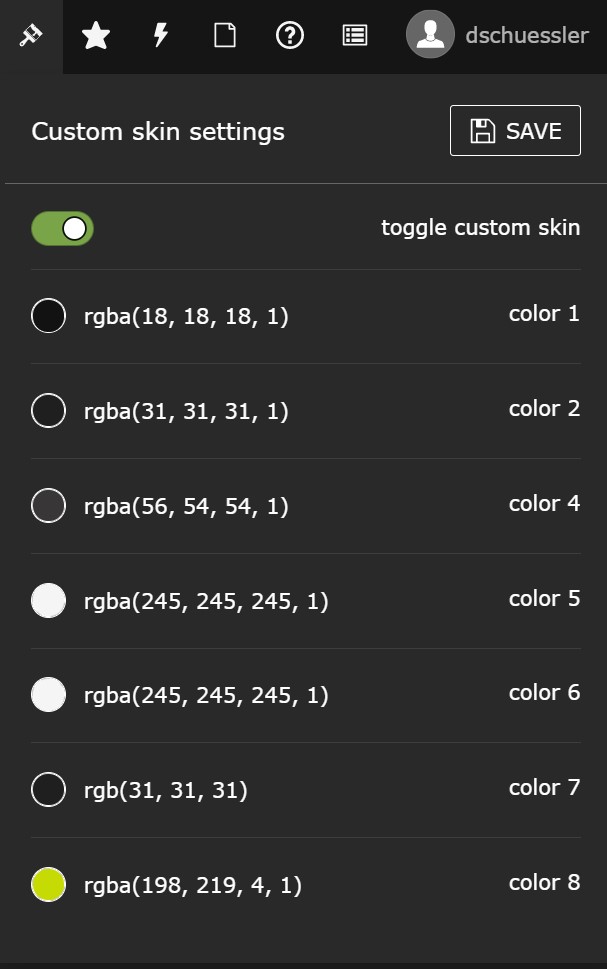 dschuessler
Custom skin settings
SAVE
toggle custom skin
rgba(18, 18, 18, 1) color 1
rgba(31, 31, 31, 1) color 2
rgba(56, 54, 54, 1) color 4
rgba(245, 245, 245, 1) color 5
rgba(245, 245, 245, 1) color 6
rgb(31, 31, 31) color 7
rgba(198, 219, 4, 1) color 8